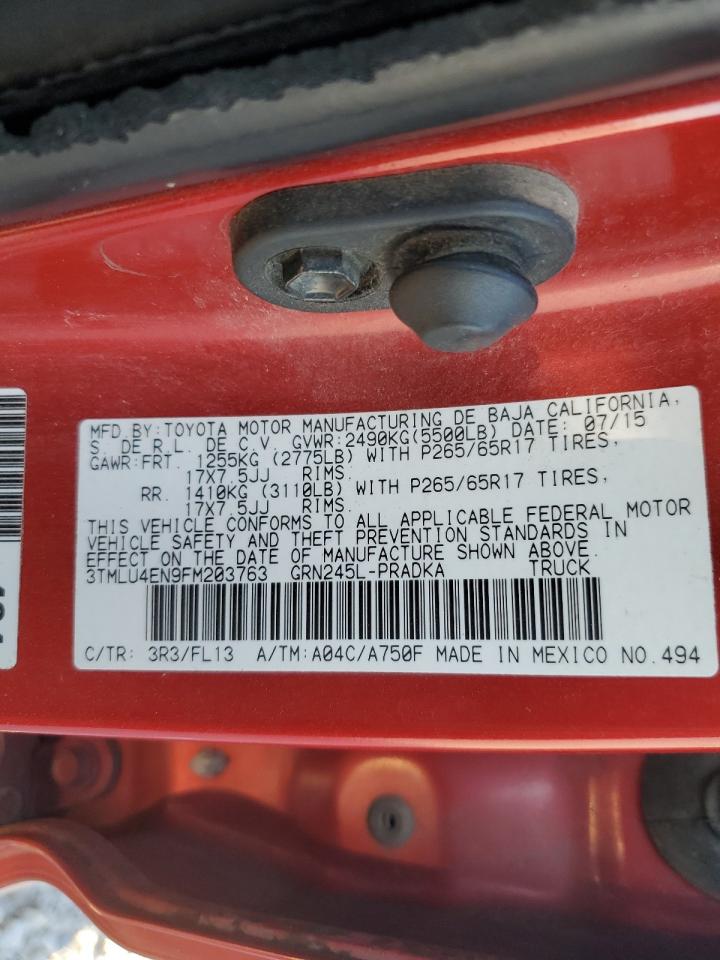 MFD BY:TOYOTA MOTOR MANUFACTURING DE BAJA CALIFORNIA,
S. DE R.L. DE C.V. GVWR:2490KG(5500LB) DATE: 07/15
GAWR:FRT. 1255KG (2775LB) WITH P265/65R17 TIRES,
17X7.5JJ RIMS.
RR. 1410KG (3110LB) WITH P265/65R17 TIRES,
17X7.5JJ RIMS.
THIS VEHICLE CONFORMS TO ALL APPLICABLE FEDERAL MOTOR
VEHICLE SAFETY AND THEFT PREVENTION STANDARDS IN
EFFECT ON THE DATE OF MANUFACTURE SHOWN ABOVE.
3TMLU4EN9FM203763 GRN245L-PRADKA TRUCK
C/TR: 3R3/FL13 A/TM:A04C/A750F MADE IN MEXICO NO.494